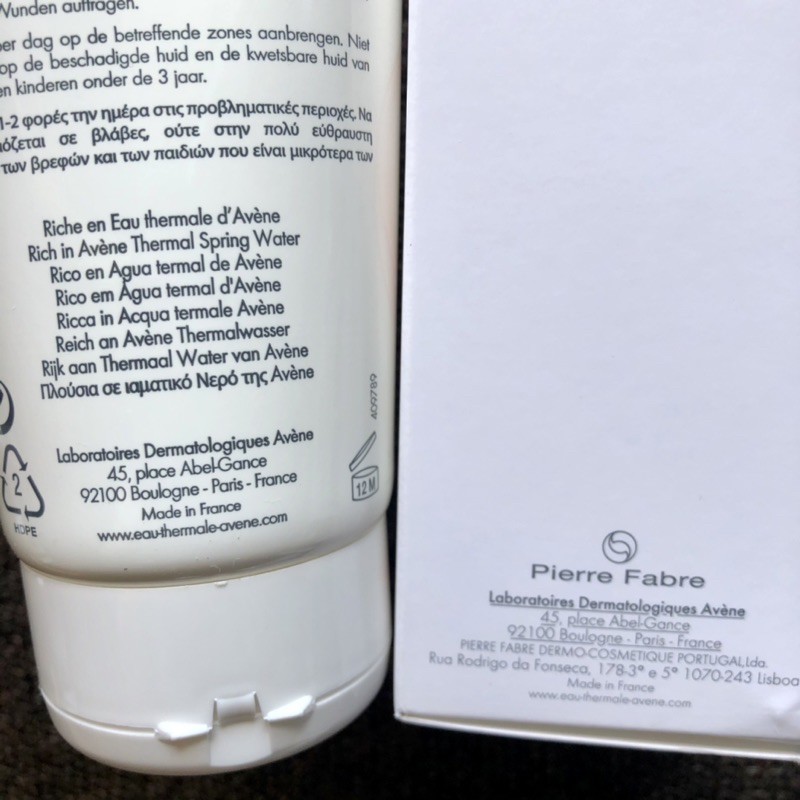 Wunden auftragen.
per dag op de betreffende zones aanbrengen. Niet
op de beschadigde huid en de kwetsbare huid van
en kinderen onder de 3 jaar.
1-2 φορές την ημέρα στις προβληματικές περιοχές. Να
σε βλάβες, ούτε στην πολύ εύθραυστη
των βρεφών και των παιδιών που είναι μικρότερα των
Riche en Eau thermale d'Avène
Rich in Avène Thermal Spring Water
Rico en Agua termal de Avène
Rico em Água termal d'Avène
Ricca in Acqua termale Avène
Reich an Avène Thermalwasser
Rijk aan Thermaal Water van Avène
Πλούσια σε ιαματικό Νερό της Avène
409789
Laboratoires Dermatologiques Avène
45, place Abel-Gance
92100 Boulogne - Paris - France
Made in France
www.eau-thermale-avene.com
2
HDPE
12 M
Pierre Fabre
Laboratoires Dermatologiques Avène
45, place Abel-Gance
92100 Boulogne - Paris - France
PIERRE FABRE DERMO-COSMETIQUE PORTUGAL,Lda.
Rua Rodrigo da Fonseca, 178-3º e 5º 1070-243 Lisboa
Made in France
www.eau-thermale-avene.com